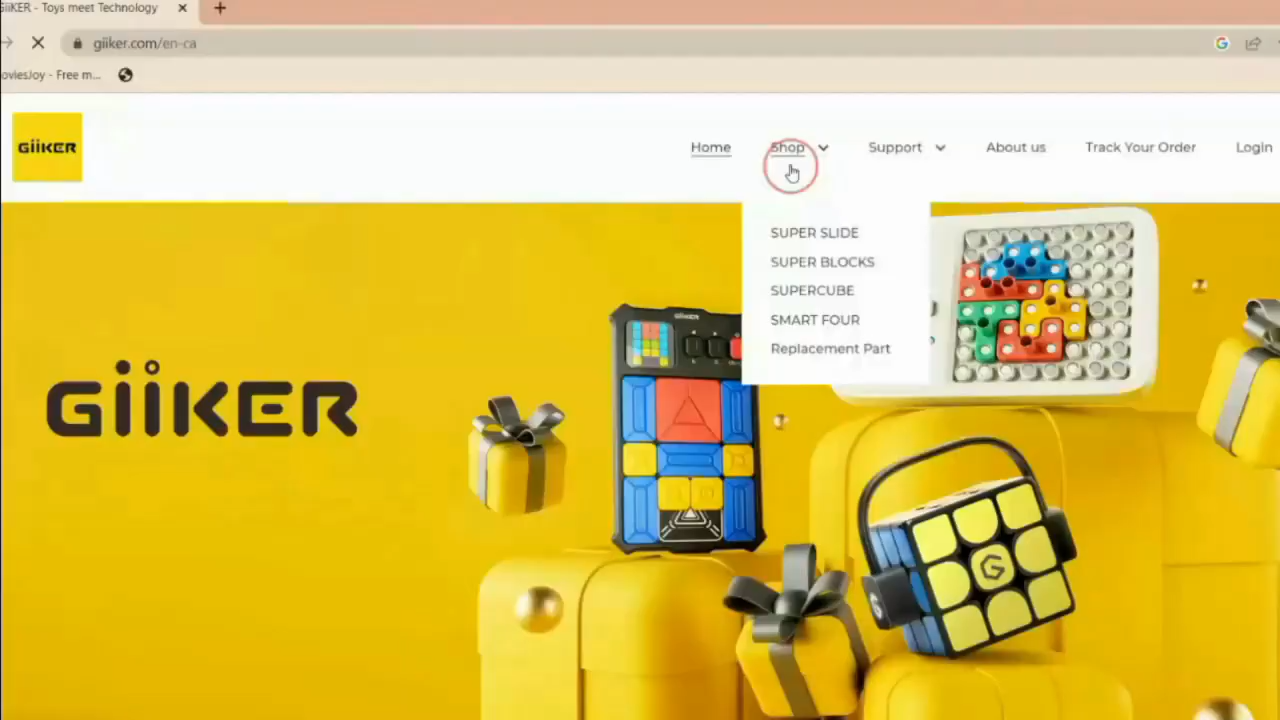 GiiKER - Toys meet Technology
giiker.com/en-ca
oviesJoy - Free m...
GiiKER
Home
Shop
Support
About us
Track Your Order
Login
SUPER SLIDE
SUPER BLOCKS
SUPERCUBE
SMART FOUR
Replacement Part
GiiKER
GiiKER
G